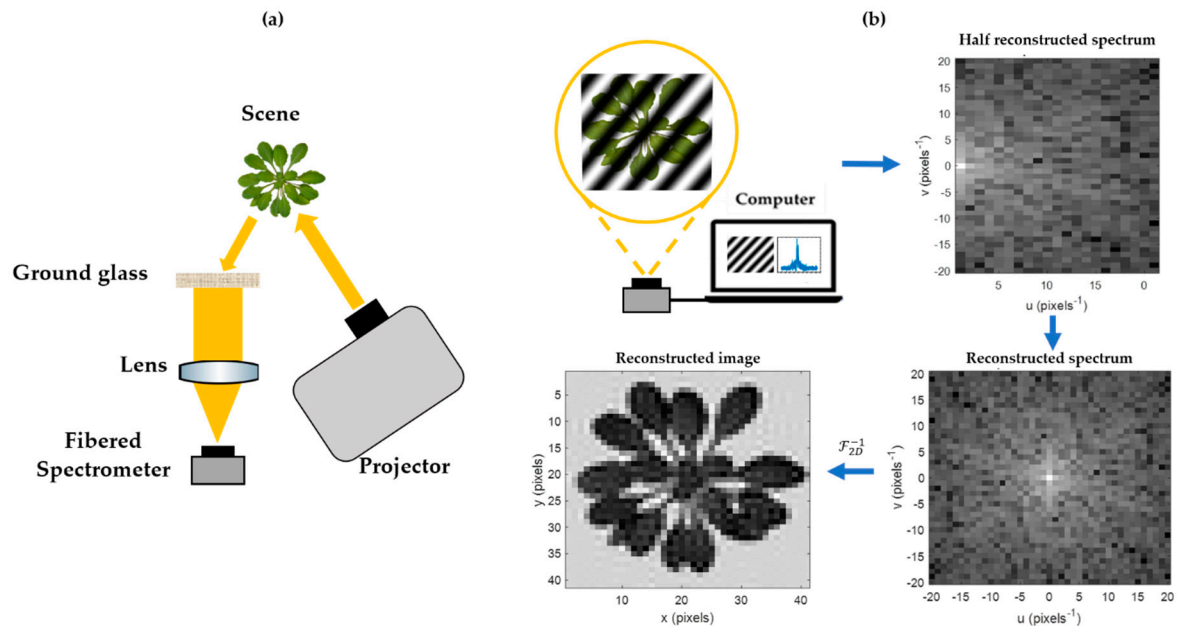 (a)
Scene
Ground glass
Lens
Fibered
Spectrometer
Projector
(b)
Computer
Half reconstructed spectrum
20
15
10
5
0
-5
-10
-15
-20
v (pixels⁻¹)
5
10
15
0
u (pixels⁻¹)
Reconstructed spectrum
20
15
10
5
0
-5
-10
-15
-20
v (pixels⁻¹)
-20
-15
-10
-5
0
5
10
15
20
u (pixels⁻¹)
ℱ₂D⁻¹
Reconstructed image
5
10
15
20
25
30
35
40
y (pixels)
10
20
30
40
x (pixels)